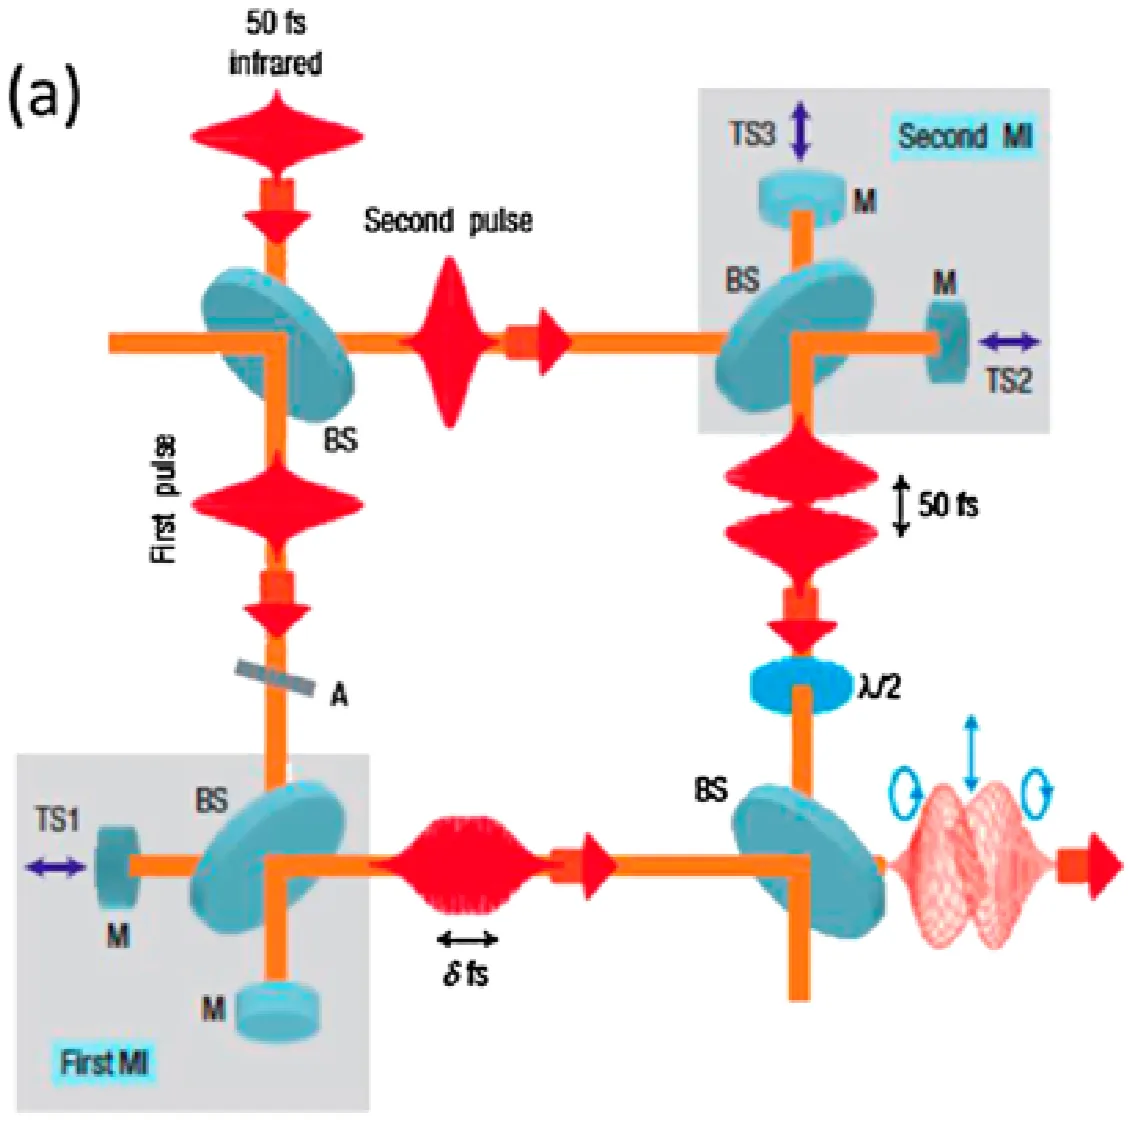 (a)
50 fs
infrared
Second pulse
First pulse
BS
TS3
Second MI
M
BS
M
TS2
50 fs
A
λ/2
TS1
BS
M
M
δ fs
First MI
BS